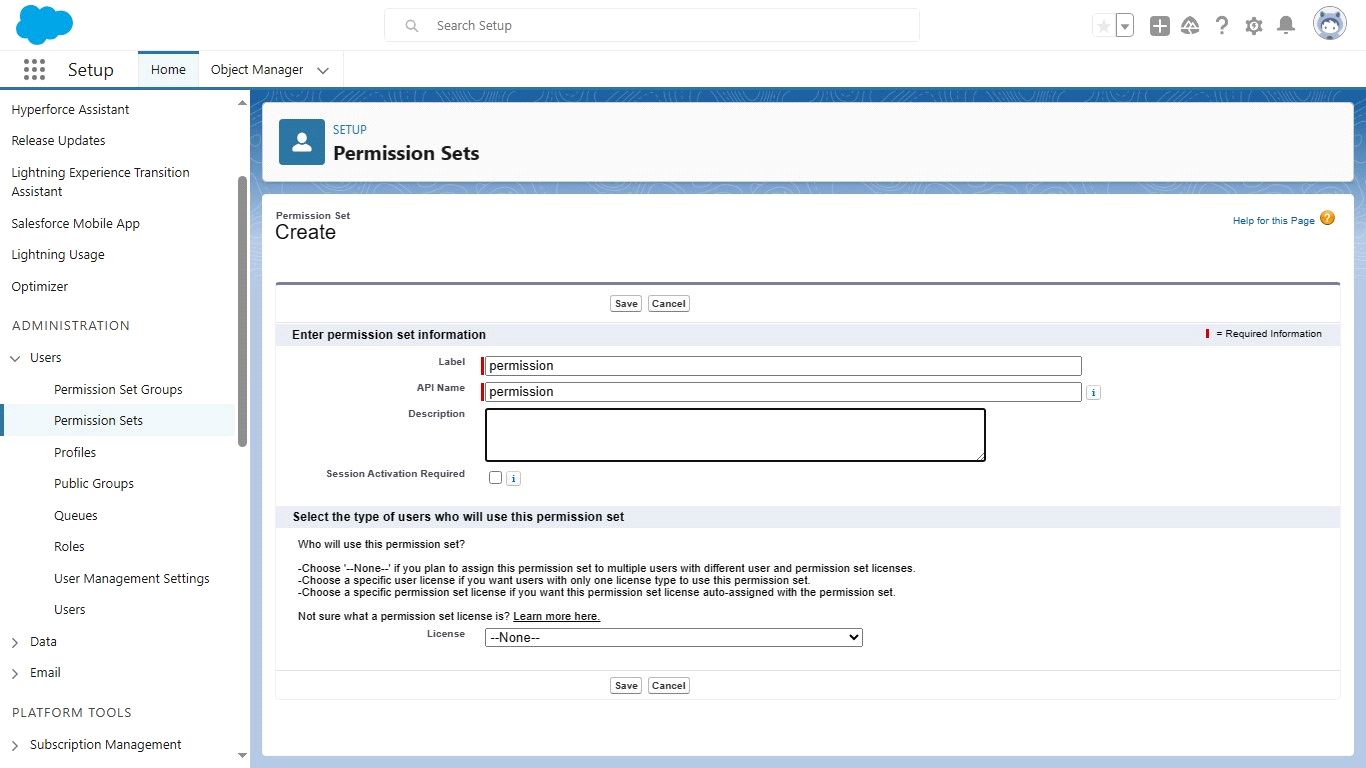 Search Setup
Setup
Home
Object Manager
Hyperforce Assistant
Release Updates
Lightning Experience Transition
Assistant
Salesforce Mobile App
Lightning Usage
Optimizer
ADMINISTRATION
Users
Permission Set Groups
Permission Sets
Profiles
Public Groups
Queues
Roles
User Management Settings
Users
Data
Email
PLATFORM TOOLS
Subscription Management
SETUP
Permission Sets
Permission Set
Create
Help for this Page
Save Cancel
Enter permission set information
= Required Information
Label permission
API Name permission
Description
Session Activation Required
Select the type of users who will use this permission set
Who will use this permission set?
-Choose '--None--' if you plan to assign this permission set to multiple users with different user and permission set licenses.
-Choose a specific user license if you want users with only one license type to use this permission set.
-Choose a specific permission set license if you want this permission set license auto-assigned with the permission set.
Not sure what a permission set license is? Learn more here.
License --None--
Save Cancel